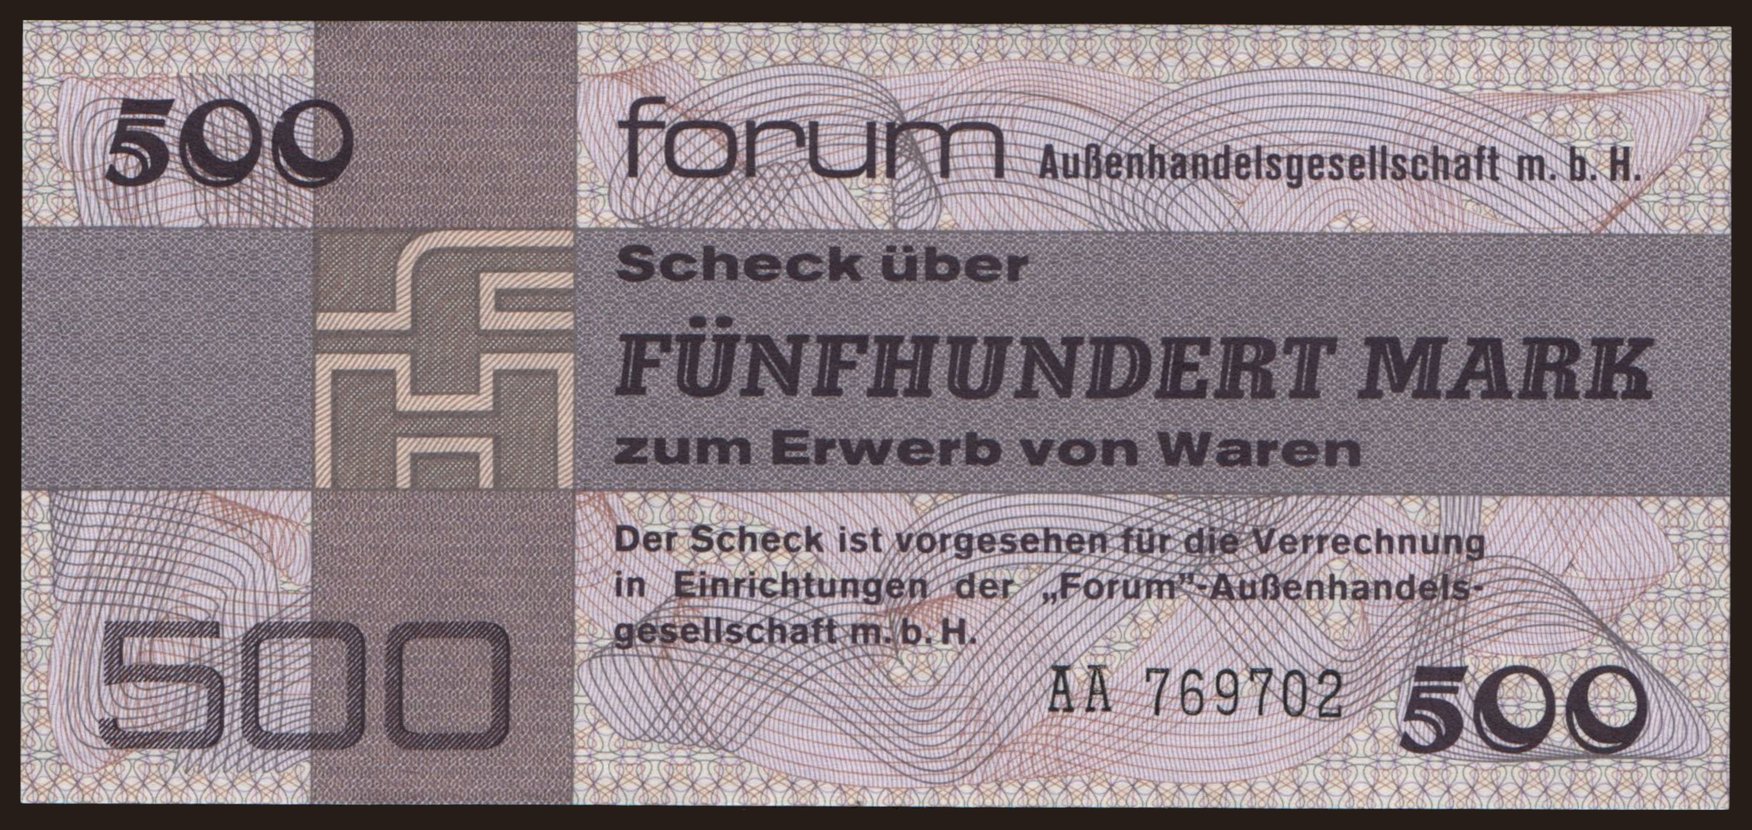 500
forum Außenhandelsgesellschaft m. b. H.
Scheck über
FÜNFHUNDERT MARK
zum Erwerb von Waren
Der Scheck ist vorgesehen für die Verrechnung
in Einrichtungen der „Forum”-Außenhandels-
gesellschaft m. b. H.
500
AA 769702
500